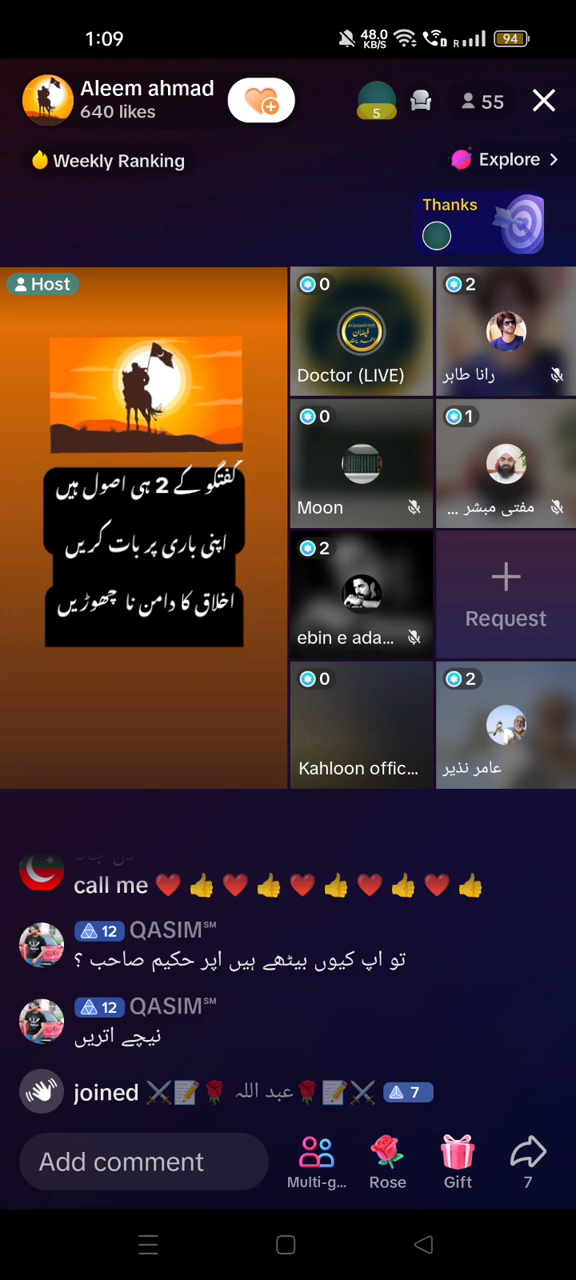 1:09
48.0
KB/S
R
94
Aleem ahmad
640 likes
5
55
Weekly Ranking
Explore >
Thanks
Host
گفتگو کے 2 ہی اصول ہیں
اپنی باری پر بات کریں
اخلاق کا دامن نا چھوڑیں
0
Doctor (LIVE)
2
رانا طاہر
0
Moon
1
مفتی مبشر ...
2
ebin e ada...
Request
0
Kahloon offic...
2
عامر نذیر
call me ❤️ 👍 ❤️ 👍 ❤️ 👍 ❤️ 👍 ❤️ 👍
12 QASIM℠
تو اپ کیوں بیٹھے ہیں اپر حکیم صاحب ؟
12 QASIM℠
نیچے اتریں
joined ⚔️📝🌹 عبد اللہ 🌹📝⚔️ 7
Add comment
Multi-g...
Rose
Gift
7